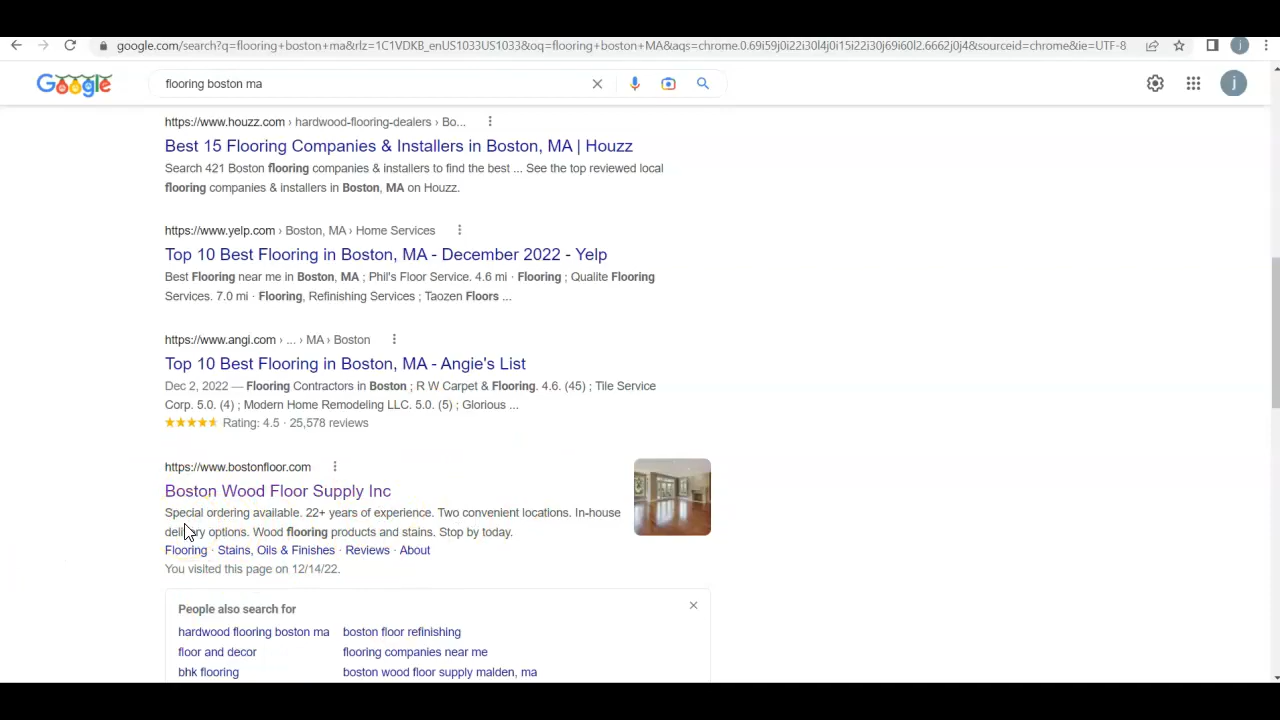 google.com/search?q=flooring+boston+ma&rlz=1C1VDKB_enUS1033US1033&oq=flooring+boston+MA&aqs=chrome.0.69i59j0i22i30l4j0i15i22i30j69i60l2.6662j0j4&sourceid=chrome&ie=UTF-8
j
Google
flooring boston ma
j
https://www.houzz.com › hardwood-flooring-dealers › Bo...
Best 15 Flooring Companies & Installers in Boston, MA | Houzz
Search 421 Boston flooring companies & installers to find the best ... See the top reviewed local
flooring companies & installers in Boston, MA on Houzz.
https://www.yelp.com › Boston, MA › Home Services
Top 10 Best Flooring in Boston, MA - December 2022 - Yelp
Best Flooring near me in Boston, MA ; Phil's Floor Service. 4.6 mi · Flooring ; Qualite Flooring
Services. 7.0 mi · Flooring, Refinishing Services ; Taozen Floors ...
https://www.angi.com › ... › MA › Boston
Top 10 Best Flooring in Boston, MA - Angie's List
Dec 2, 2022 — Flooring Contractors in Boston ; R W Carpet & Flooring. 4.6. (45) ; Tile Service
Corp. 5.0. (4) ; Modern Home Remodeling LLC. 5.0. (5) ; Glorious ...
Rating: 4.5 · 25,578 reviews
https://www.bostonfloor.com
Boston Wood Floor Supply Inc
Special ordering available. 22+ years of experience. Two convenient locations. In-house
delivery options. Wood flooring products and stains. Stop by today.
Flooring · Stains, Oils & Finishes · Reviews · About
You visited this page on 12/14/22.
People also search for
hardwood flooring boston ma boston floor refinishing
floor and decor flooring companies near me
bhk flooring boston wood floor supply malden, ma